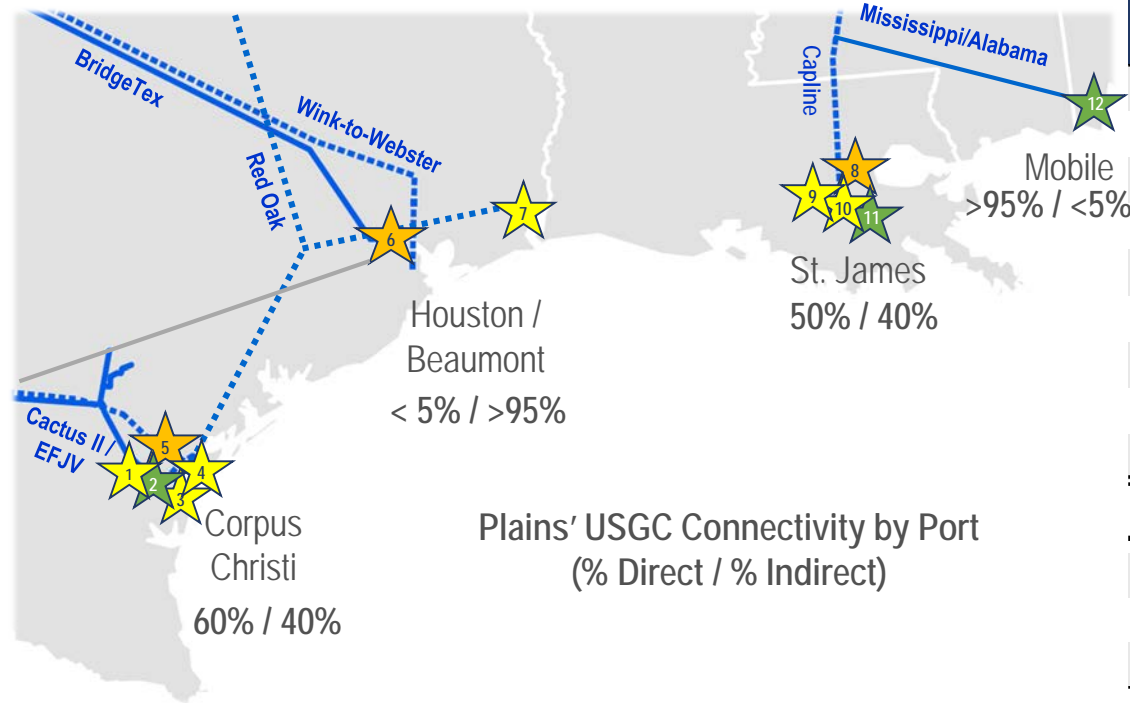 Mississippi/Alabama
BridgeTex
Capline
Wink-to-Webster
12
Red Oak
Mobile
>95% / <5%
8
9
10
11
7
6
St. James
50% / 40%
Houston /
Beaumont
< 5% / >95%
Cactus II /
EFJV
5
1
4
2
3
Corpus
Christi
60% / 40%
Plains’ USGC Connectivity by Port
(% Direct / % Indirect)